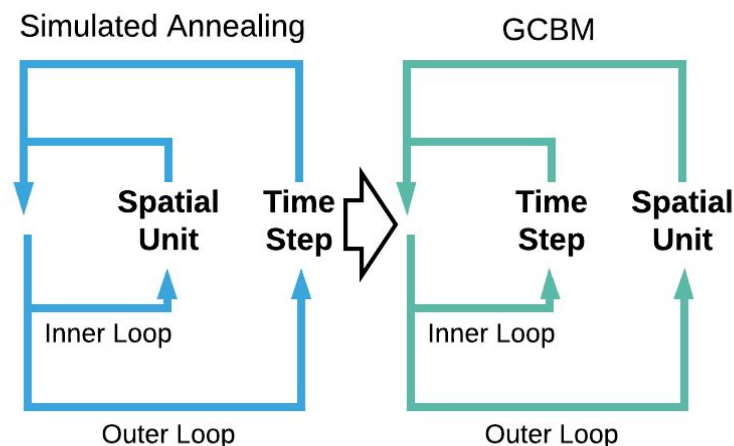 Simulated Annealing
GCBM
Spatial
Unit
Time
Step
Time
Step
Spatial
Unit
Inner Loop
Inner Loop
Outer Loop
Outer Loop